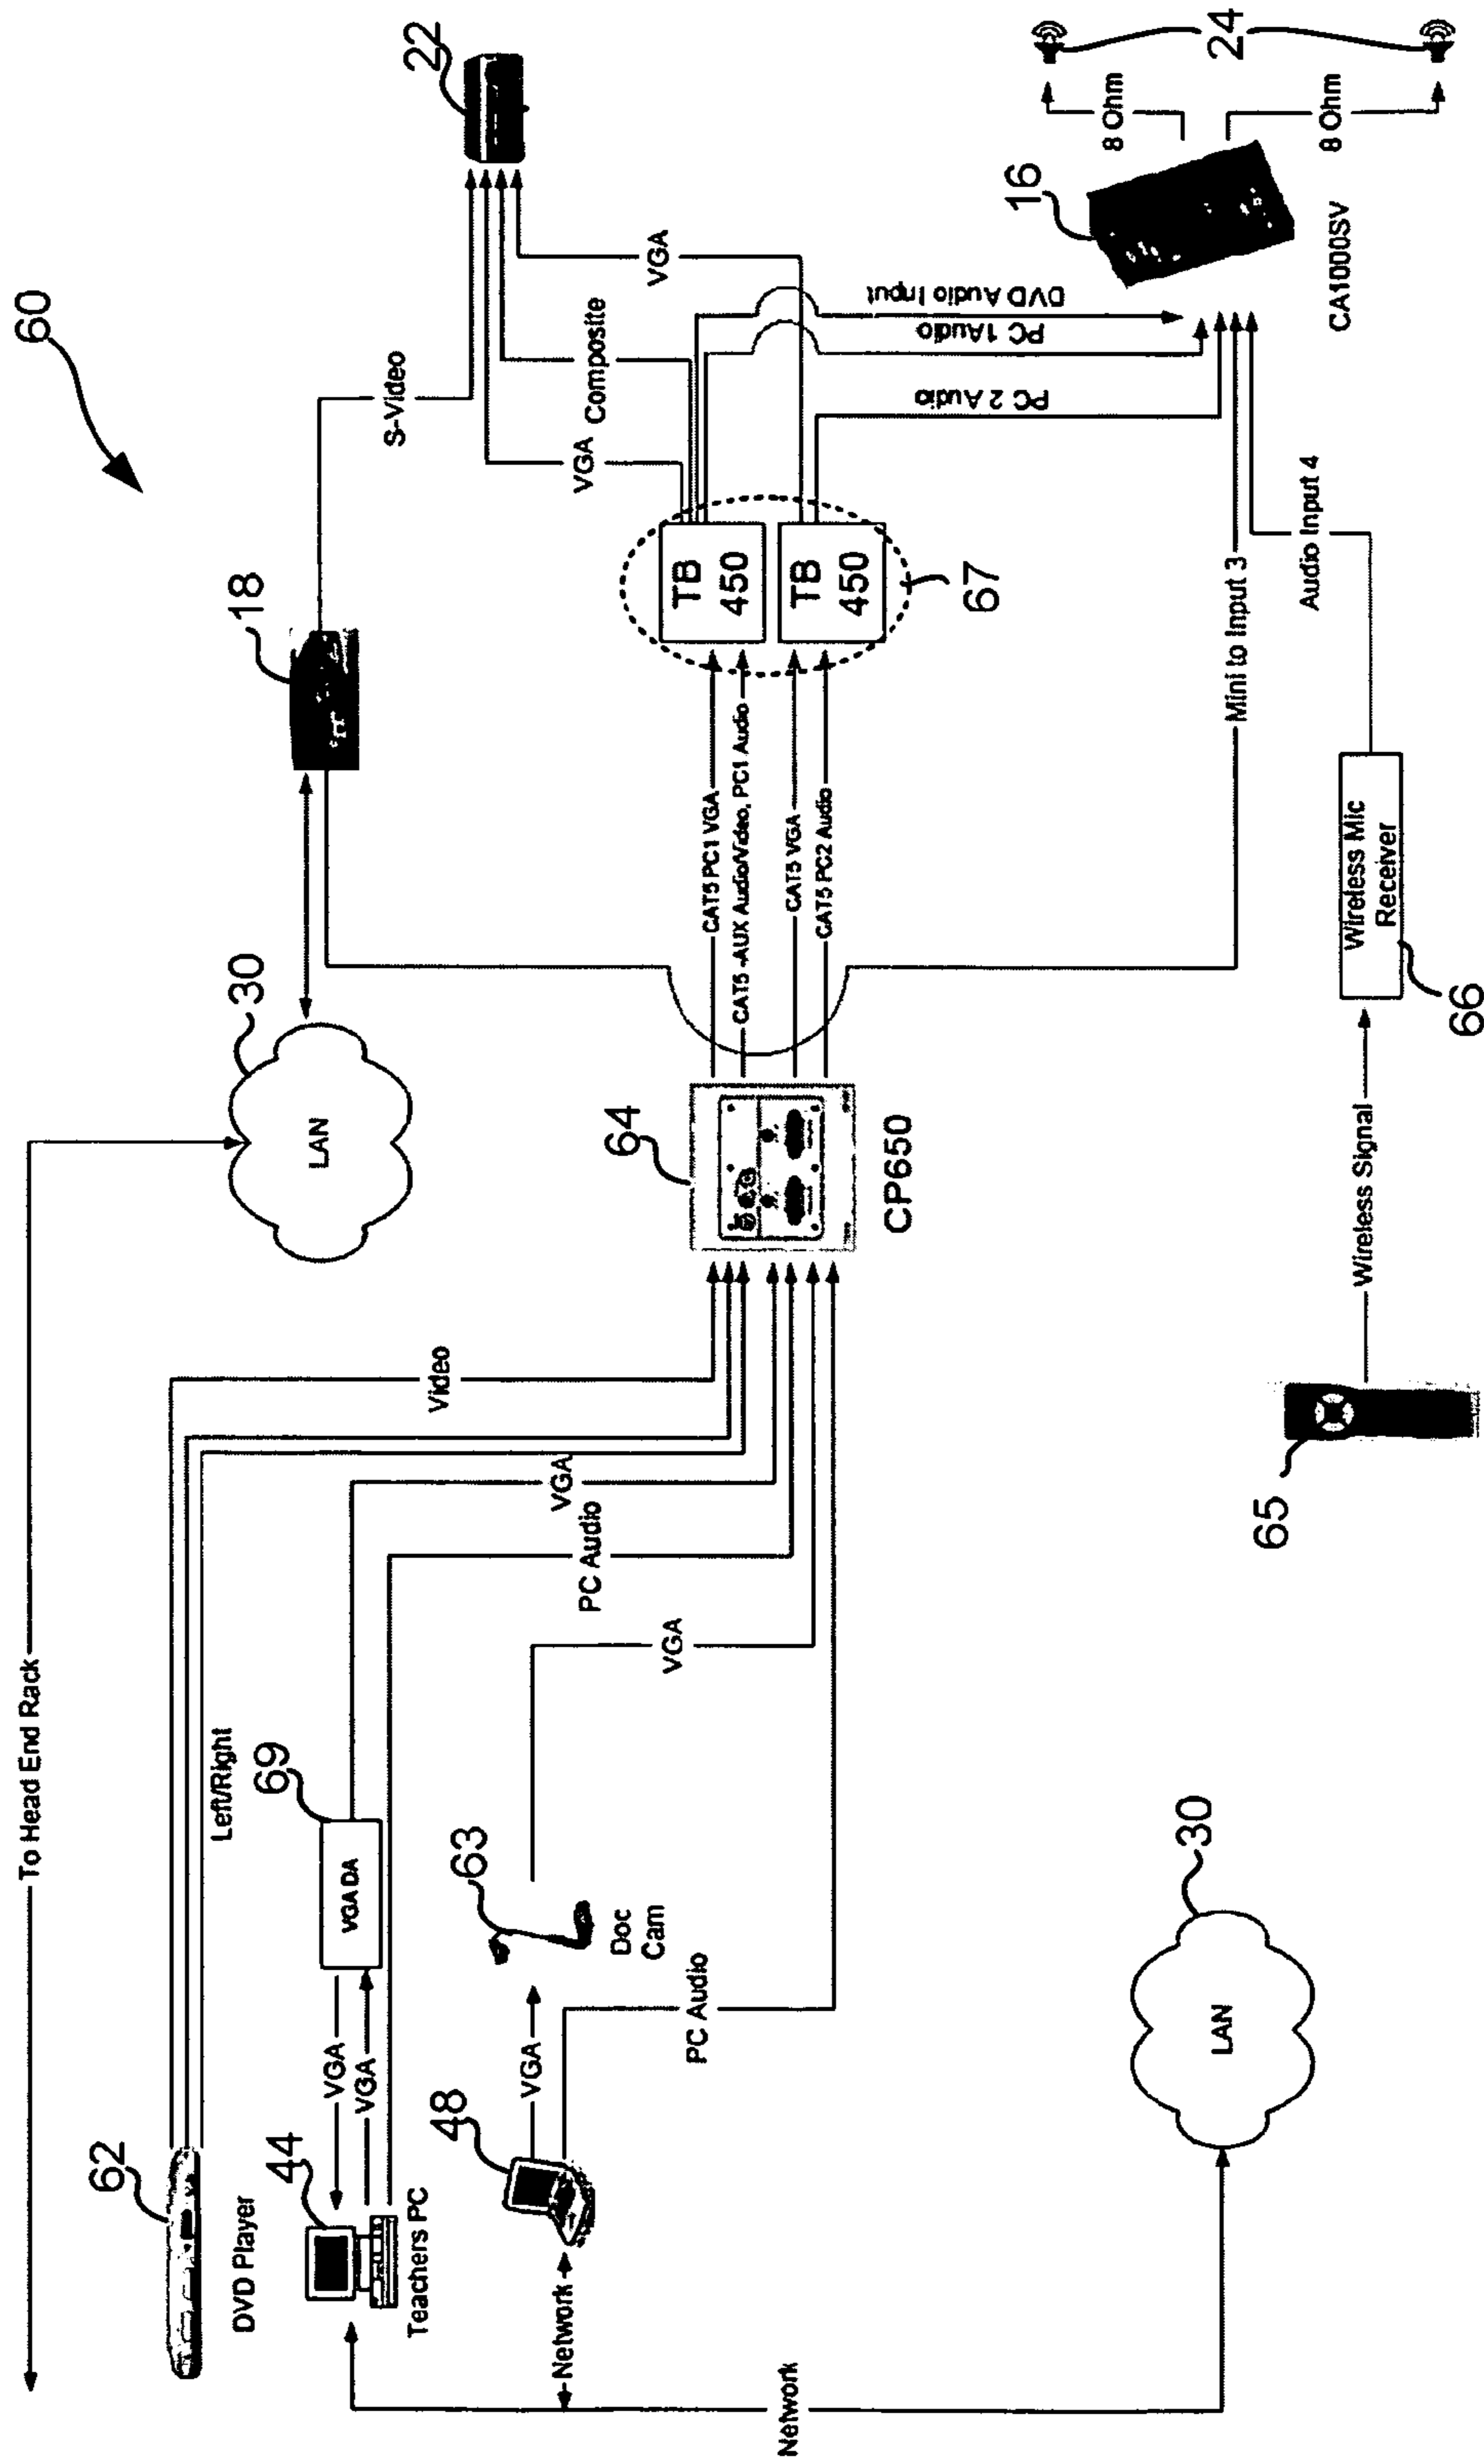 60
To Head End Rack
62
DVD Player
Left/Right
Video
44
Teachers PC
VGA
VGA
69
VGA DA
VGA
PC Audio
48
VGA
63
Doc
Cam
VGA
PC Audio
Network
Network
30
LAN
30
LAN
64
CP650
18
S-Video
22
CAT5 PC1 VGA
CAT5 -AUX Audio/Video, PC1 Audio
CAT5 VGA
CAT5 PC2 Audio
TB
450
TB
450
67
VGA
Composite
VGA
DVD Audio Input
PC 1Audio
PC 2 Audio
Mini to Input 3
Audio Input 4
65
Wireless Signal
Wireless Mic
Receiver
66
16
CA1000SV
8 Ohm
8 Ohm
24